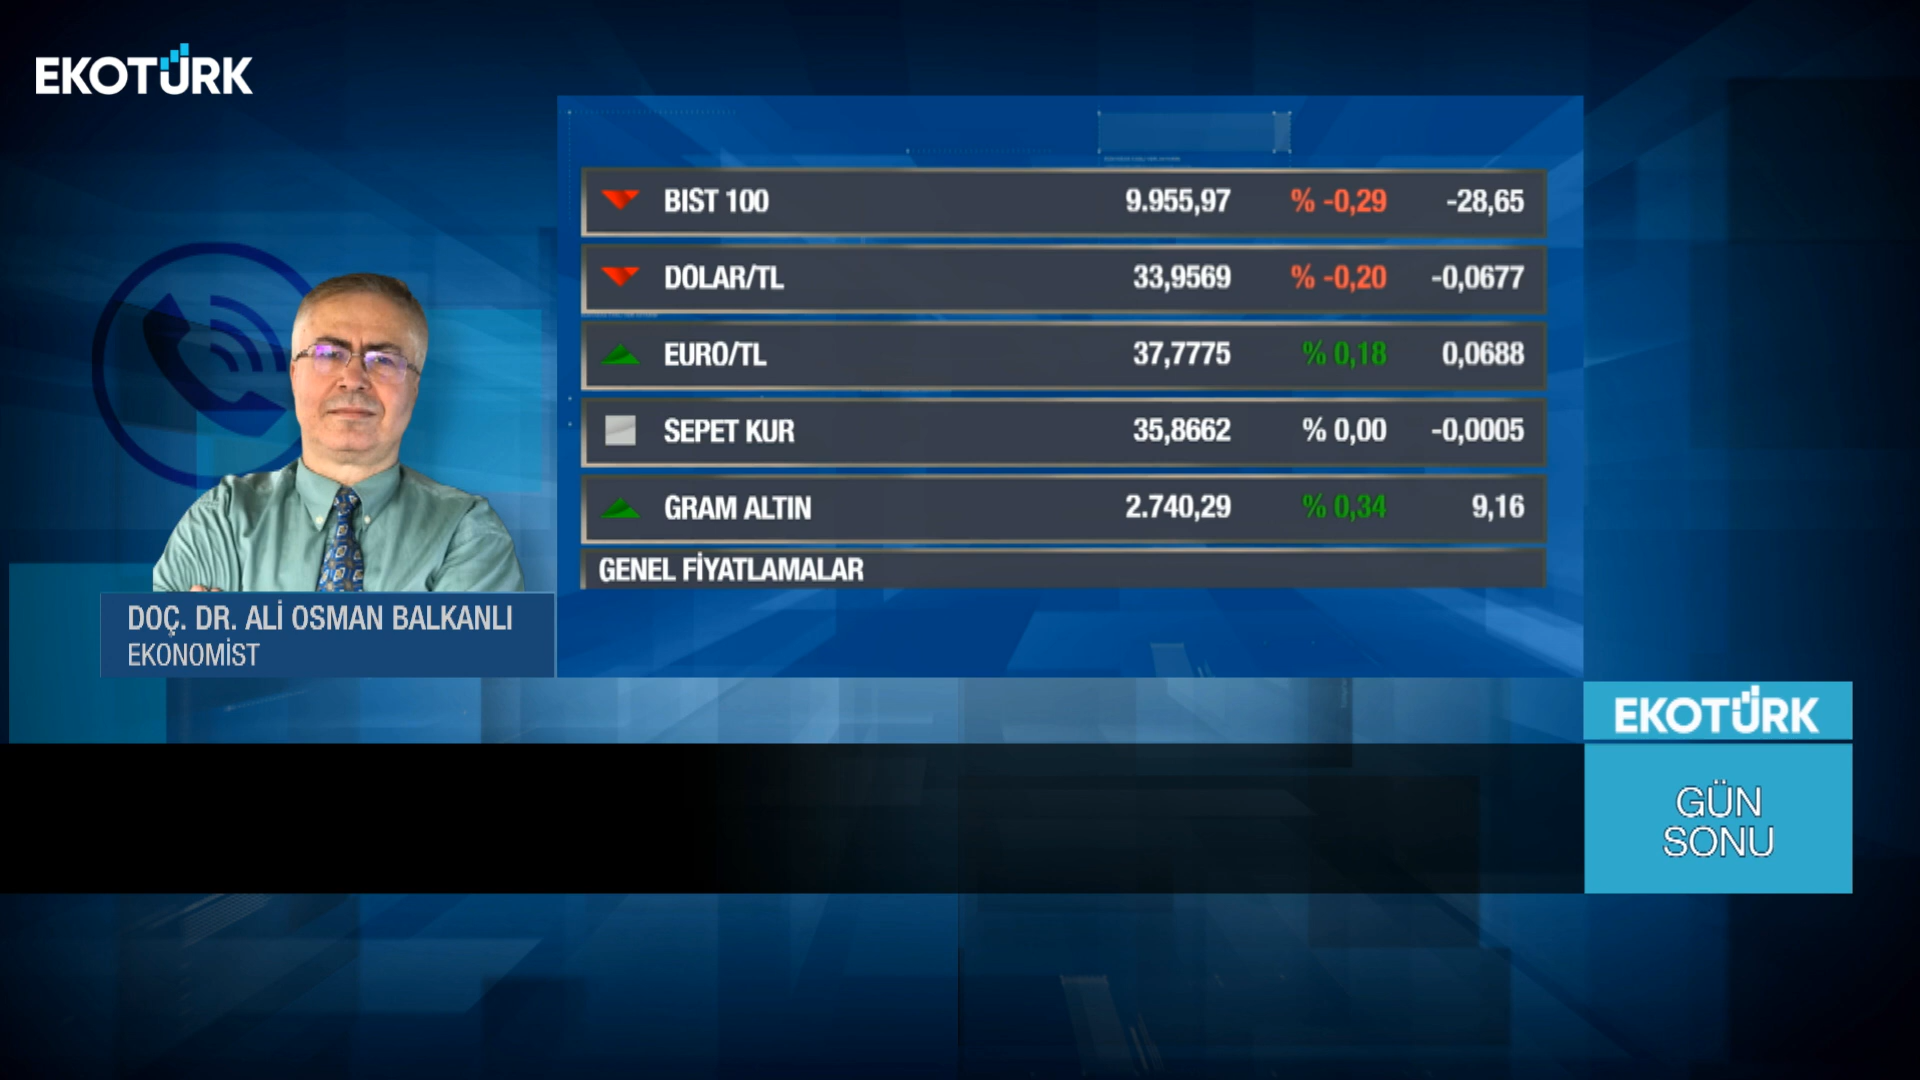 EKOTÜRK
BIST 100 9.955,97 % -0,29 -28,65
DOLAR/TL 33,9569 % -0,20 -0,0677
EURO/TL 37,7775 % 0,18 0,0688
SEPET KUR 35,8662 % 0,00 -0,0005
GRAM ALTIN 2.740,29 % 0,34 9,16
GENEL FİYATLAMALAR
DOÇ. DR. ALİ OSMAN BALKANLI
EKONOMİST
EKOTÜRK
GÜN
SONU